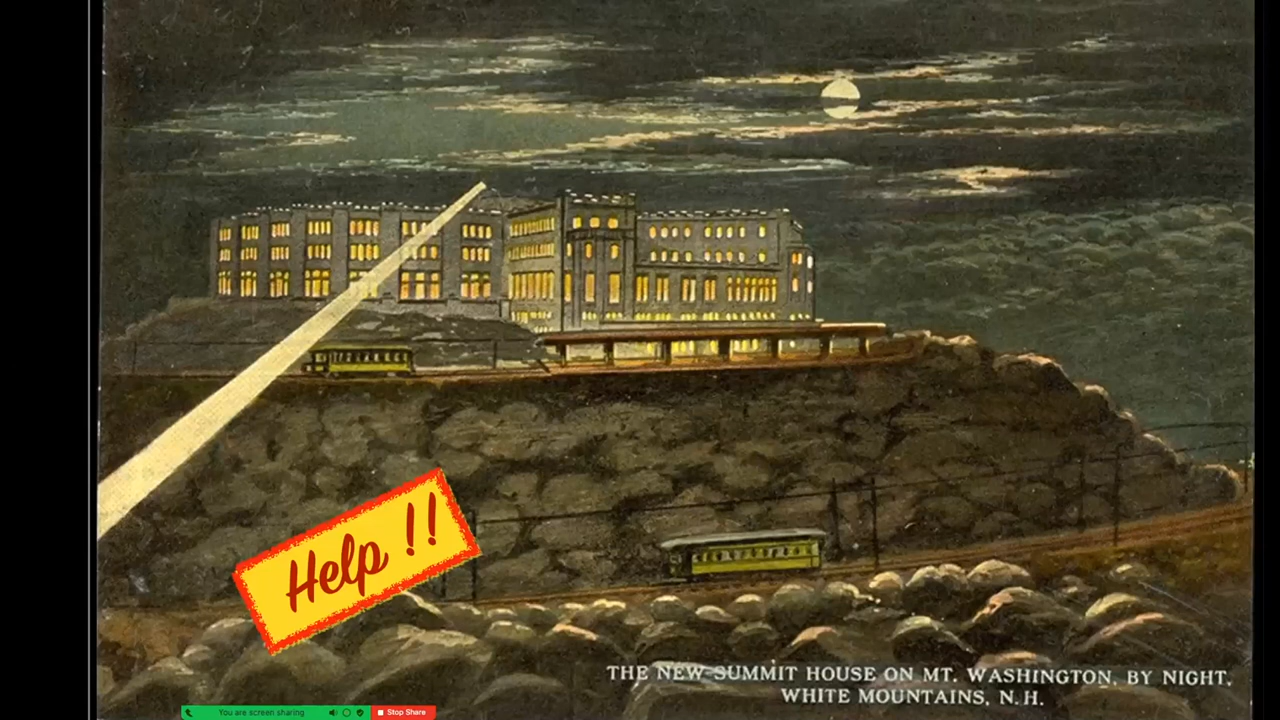 Help !!
THE NEW SUMMIT HOUSE ON MT. WASHINGTON, BY NIGHT,
WHITE MOUNTAINS, N.H.
You are screen sharing
Stop Share